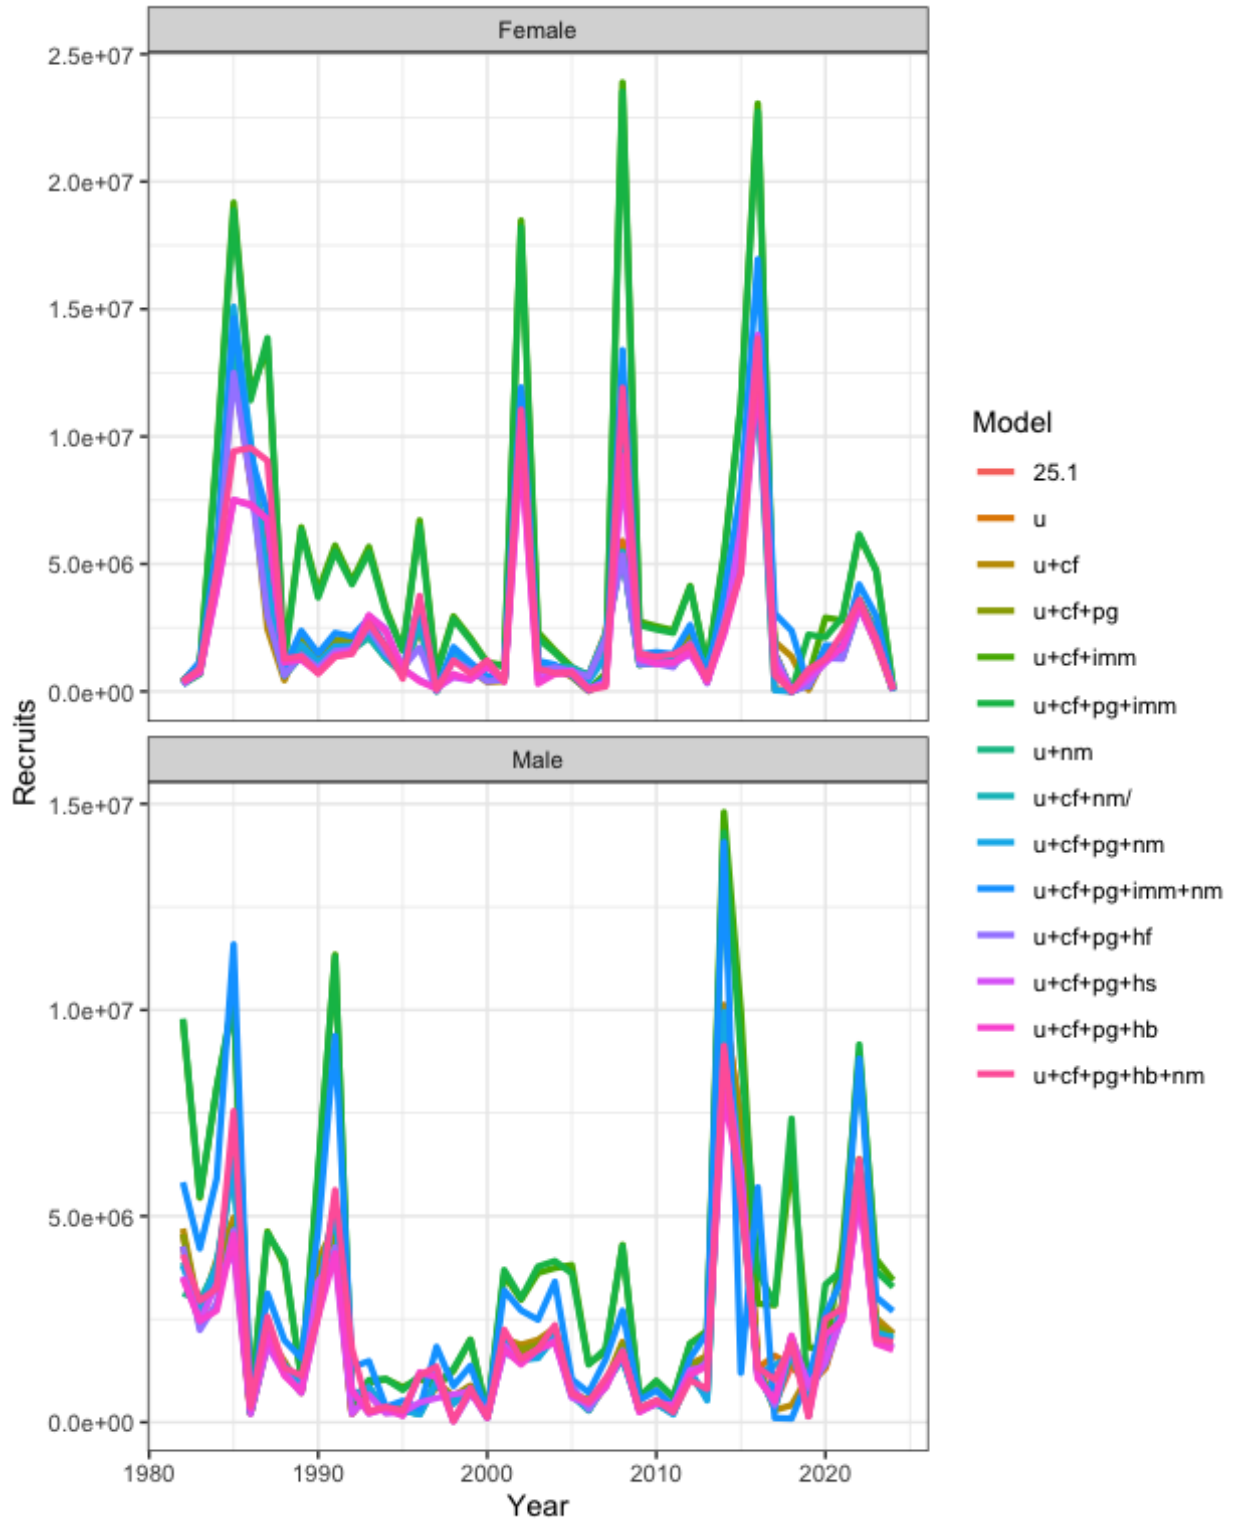 Female
2.5e+07
2.0e+07
1.5e+07
1.0e+07
5.0e+06
0.0e+00
Recruits
Male
1.5e+07
1.0e+07
5.0e+06
0.0e+00
1980 1990 2000 2010 2020
Year
Model
25.1
u
u+cf
u+cf+pg
u+cf+imm
u+cf+pg+imm
u+nm
u+cf+nm/
u+cf+pg+nm
u+cf+pg+imm+nm
u+cf+pg+hf
u+cf+pg+hs
u+cf+pg+hb
u+cf+pg+hb+nm